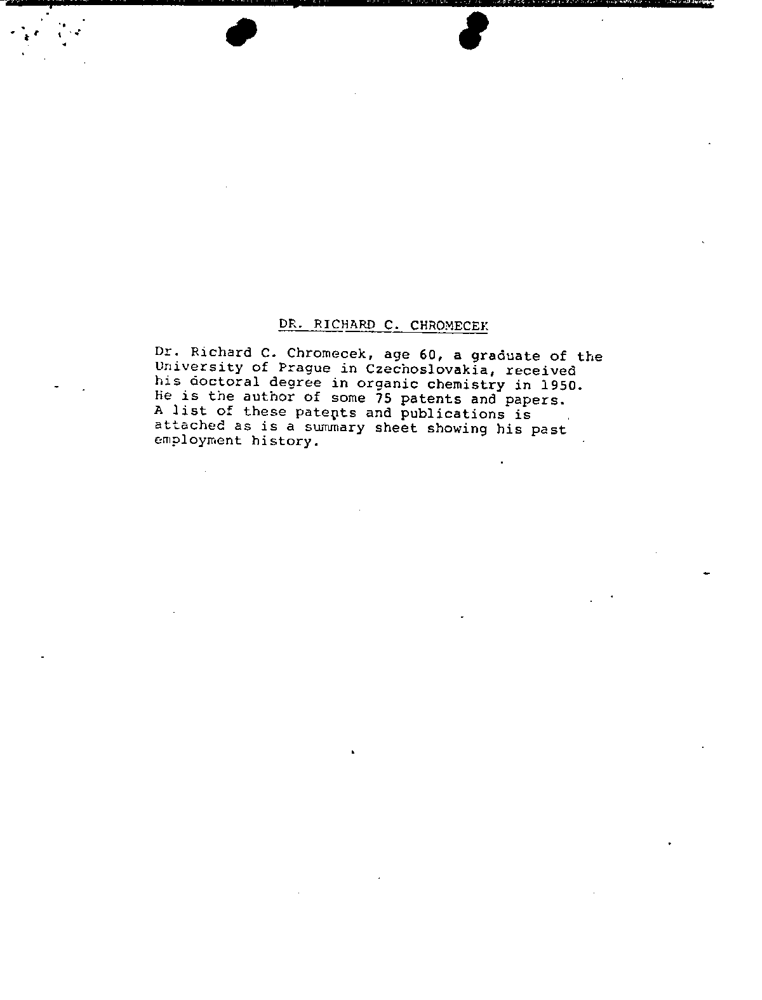 DR. RICHARD C. CHROMECEK
Dr. Richard C. Chromecek, age 60, a graduate of the
University of Prague in Czechoslovakia, received
his doctoral degree in organic chemistry in 1950.
He is the author of some 75 patents and papers.
A list of these patents and publications is
attached as is a summary sheet showing his past
employment history.